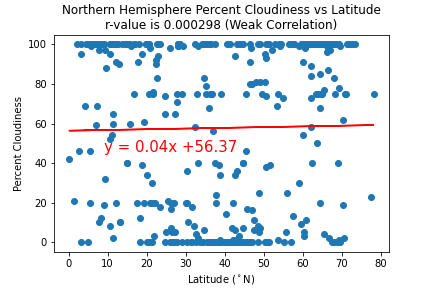 Northern Hemisphere Percent Cloudiness vs Latitude
r-value is 0.000298 (Weak Correlation)
100
80
60
40
20
0
Percent Cloudiness
y = 0.04x +56.37
0 10 20 30 40 50 60 70 80
Latitude (°N)